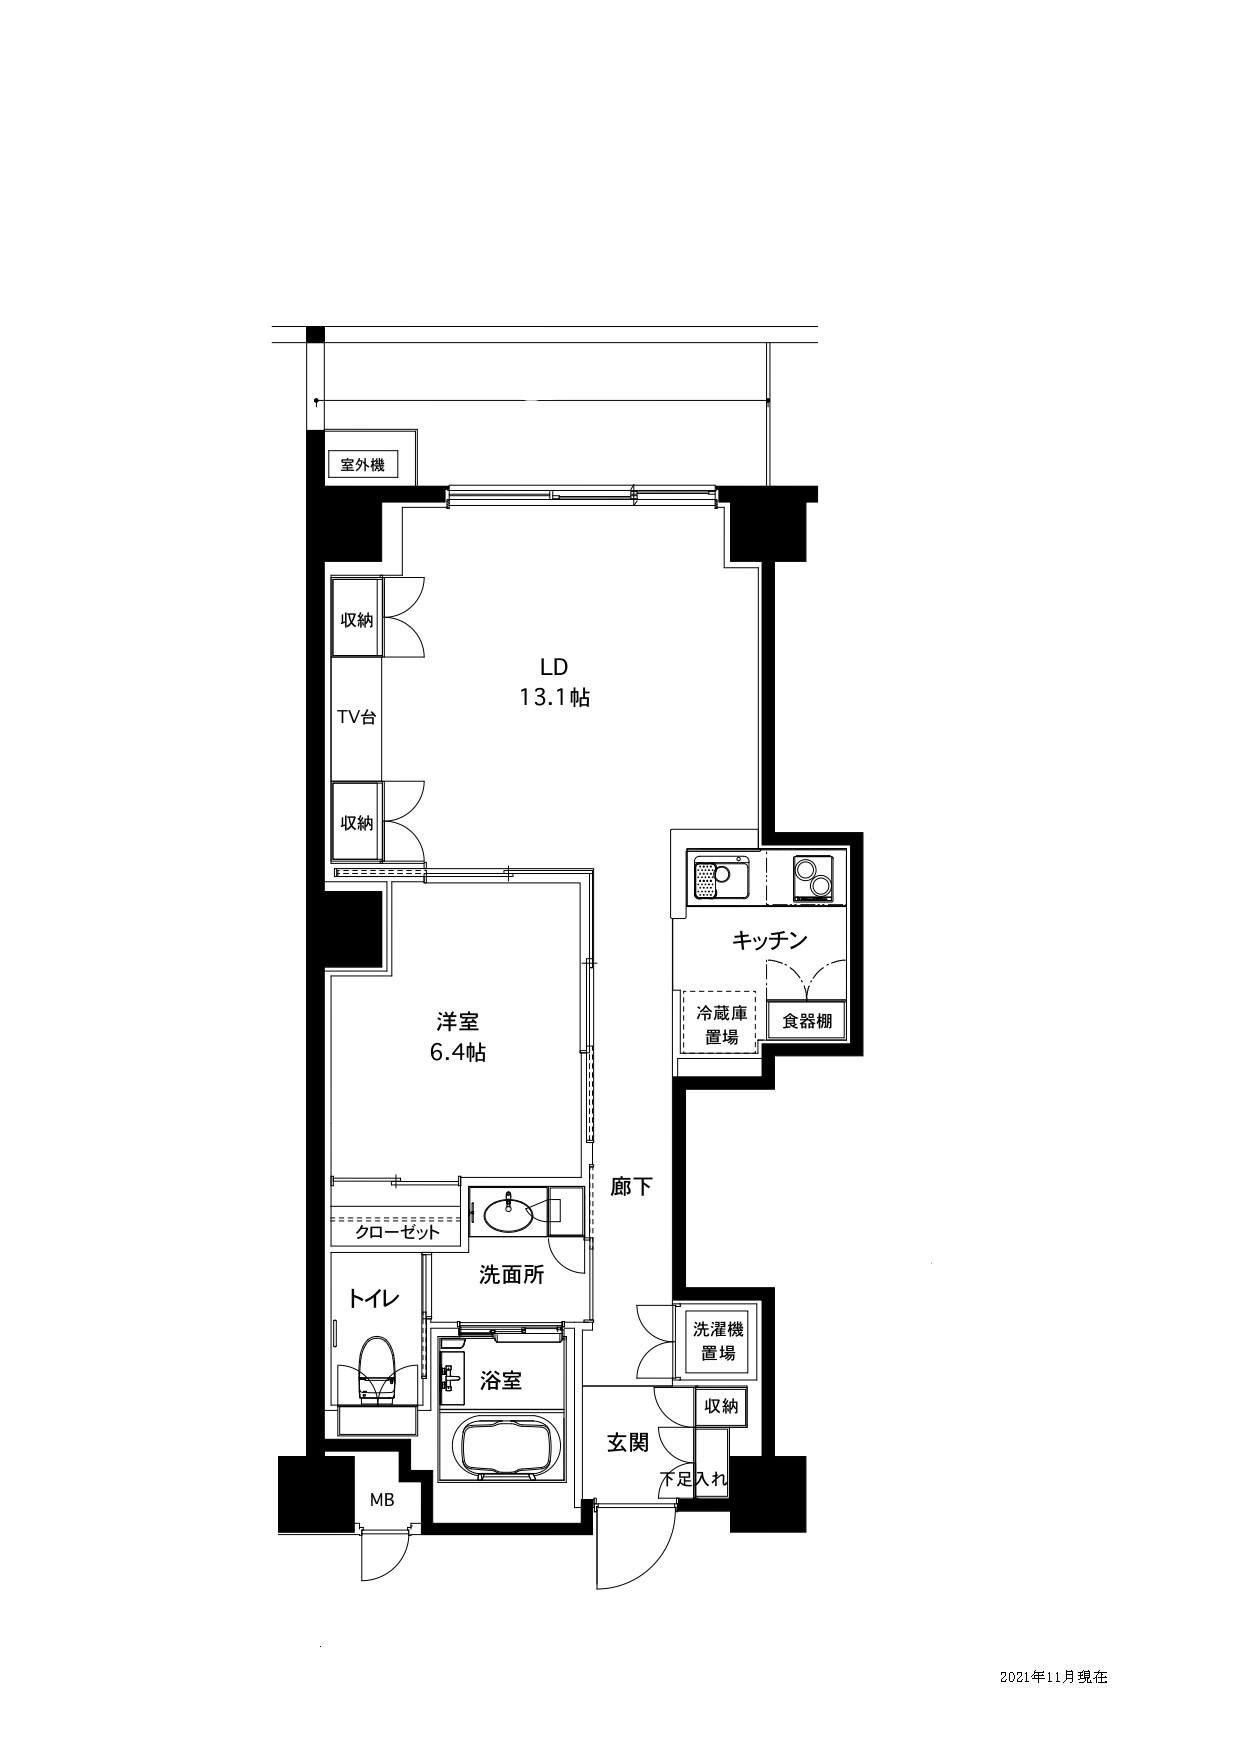 室外機
収納
LD
13.1帖
TV台
収納
キッチン
冷蔵庫
置場
食器棚
洋室
6.4帖
廊下
クローゼット
洗面所
トイレ
洗濯機
置場
浴室
収納
玄関
下足入れ
MB
2021年11月現在